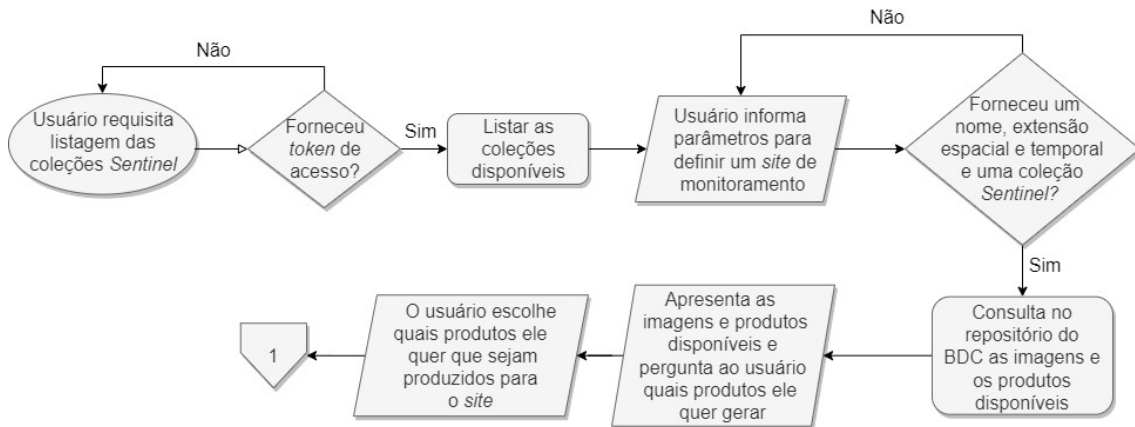 Não
Não
Usuário requisita
listagem das
coleções Sentinel
Forneceu
token de
acesso?
Sim
Listar as
coleções
disponíveis
Usuário informa
parâmetros para
definir um site de
monitoramento
Forneceu um
nome, extensão
espacial e temporal
e uma coleção
Sentinel?
Sim
Consulta no
repositório do
BDC as imagens e
os produtos
disponíveis
Apresenta as
imagens e produtos
disponíveis e
pergunta ao usuário
quais produtos ele
quer gerar
O usuário escolhe
quais produtos ele
quer que sejam
produzidos para
o site
1